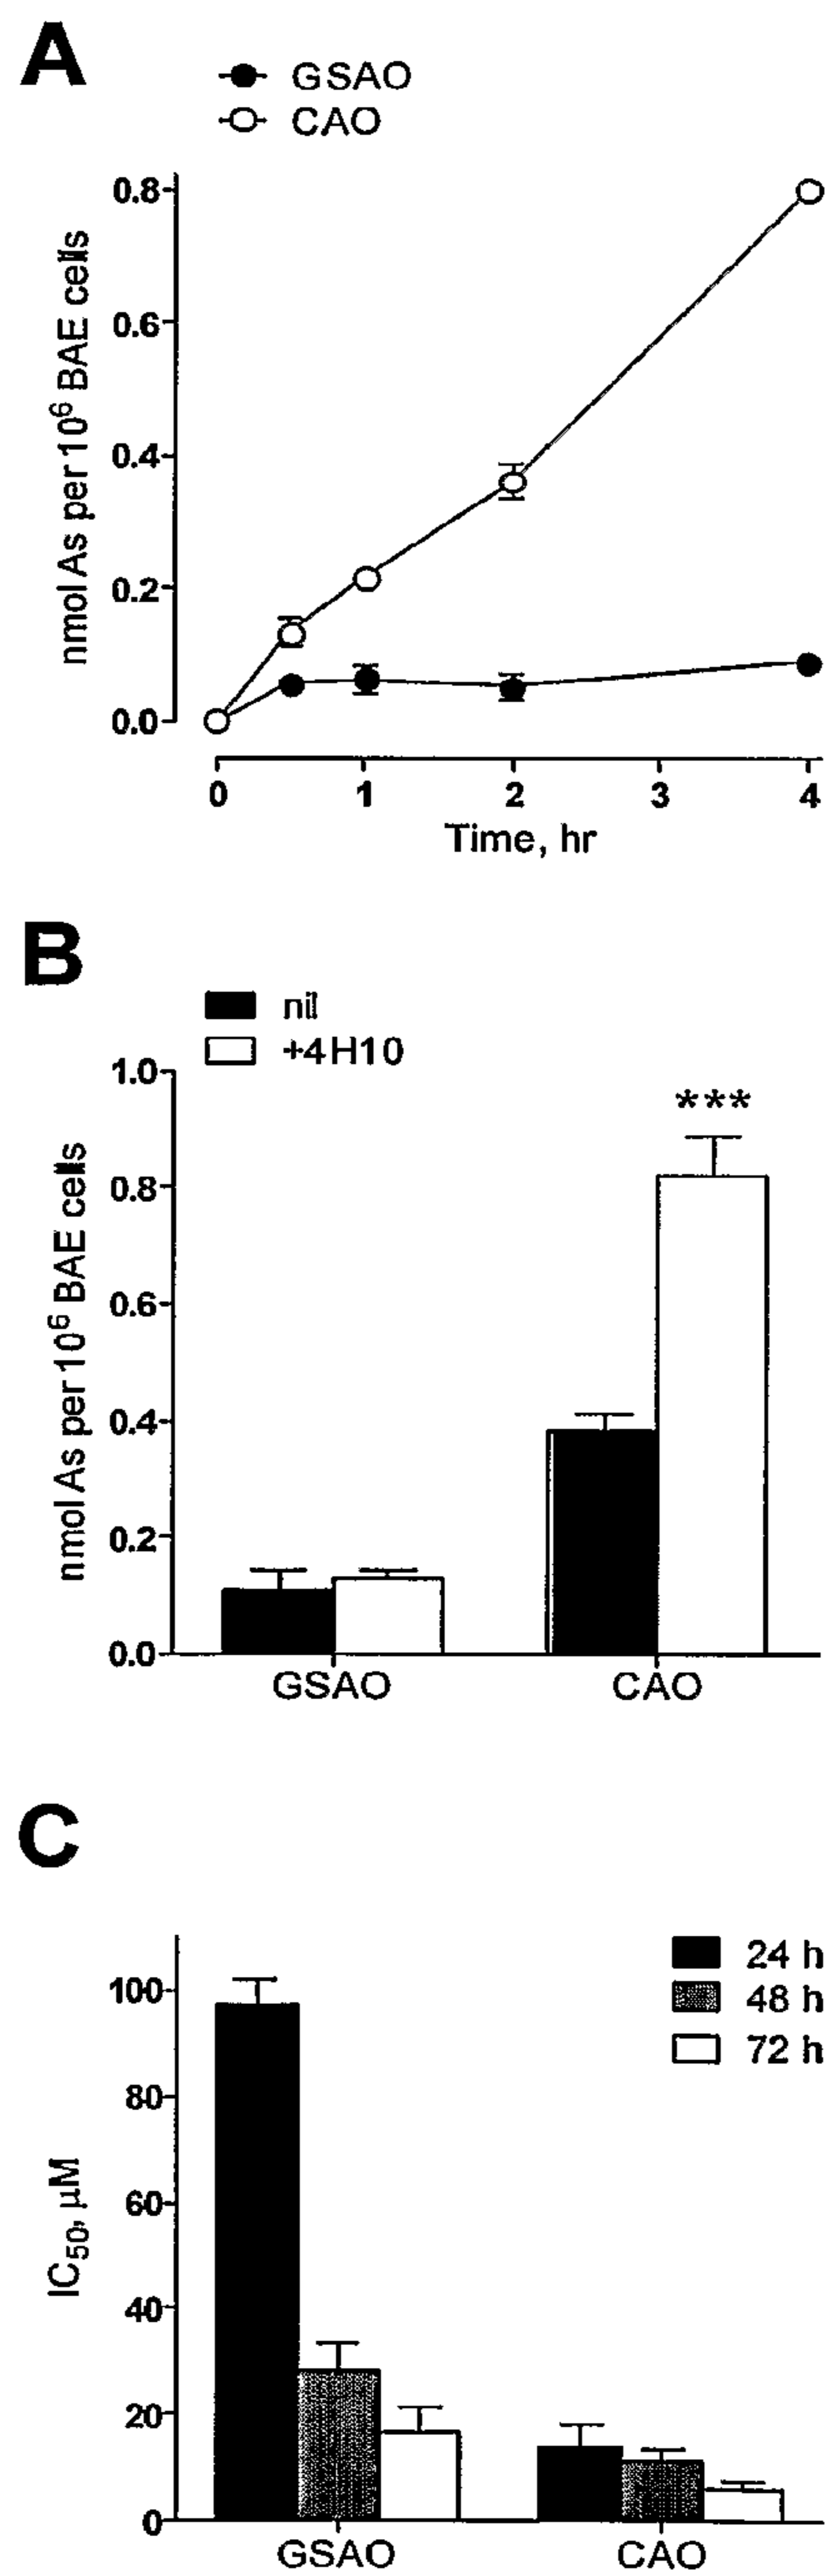 A
GSAO
CAO
0.8
0.6
0.4
0.2
0.0
nmol As per 10⁶ BAE cells
0 1 2 3 4
Time, hr
B
nil
+4H10
1.0
0.8
0.6
0.4
0.2
0.0
nmol As per 10⁶ BAE cells
***
GSAO CAO
C
24 h
48 h
72 h
100
80
60
40
20
0
IC₅₀, µM
GSAO CAO